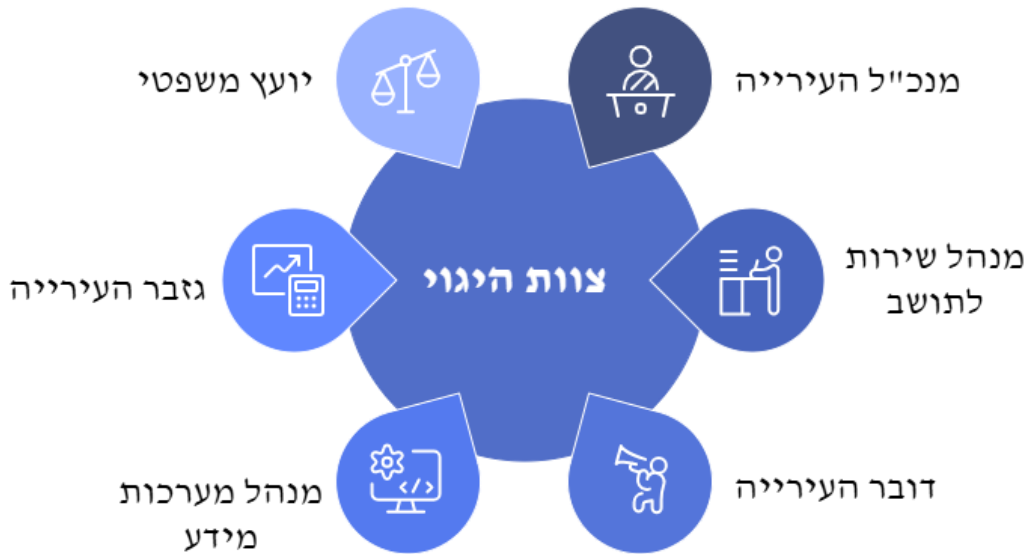 מנכ"ל העירייה
יועץ משפטי
מנהל שירות
לתושב
צוות היגוי
גזבר העירייה
דובר העירייה
מנהל מערכות
מידע